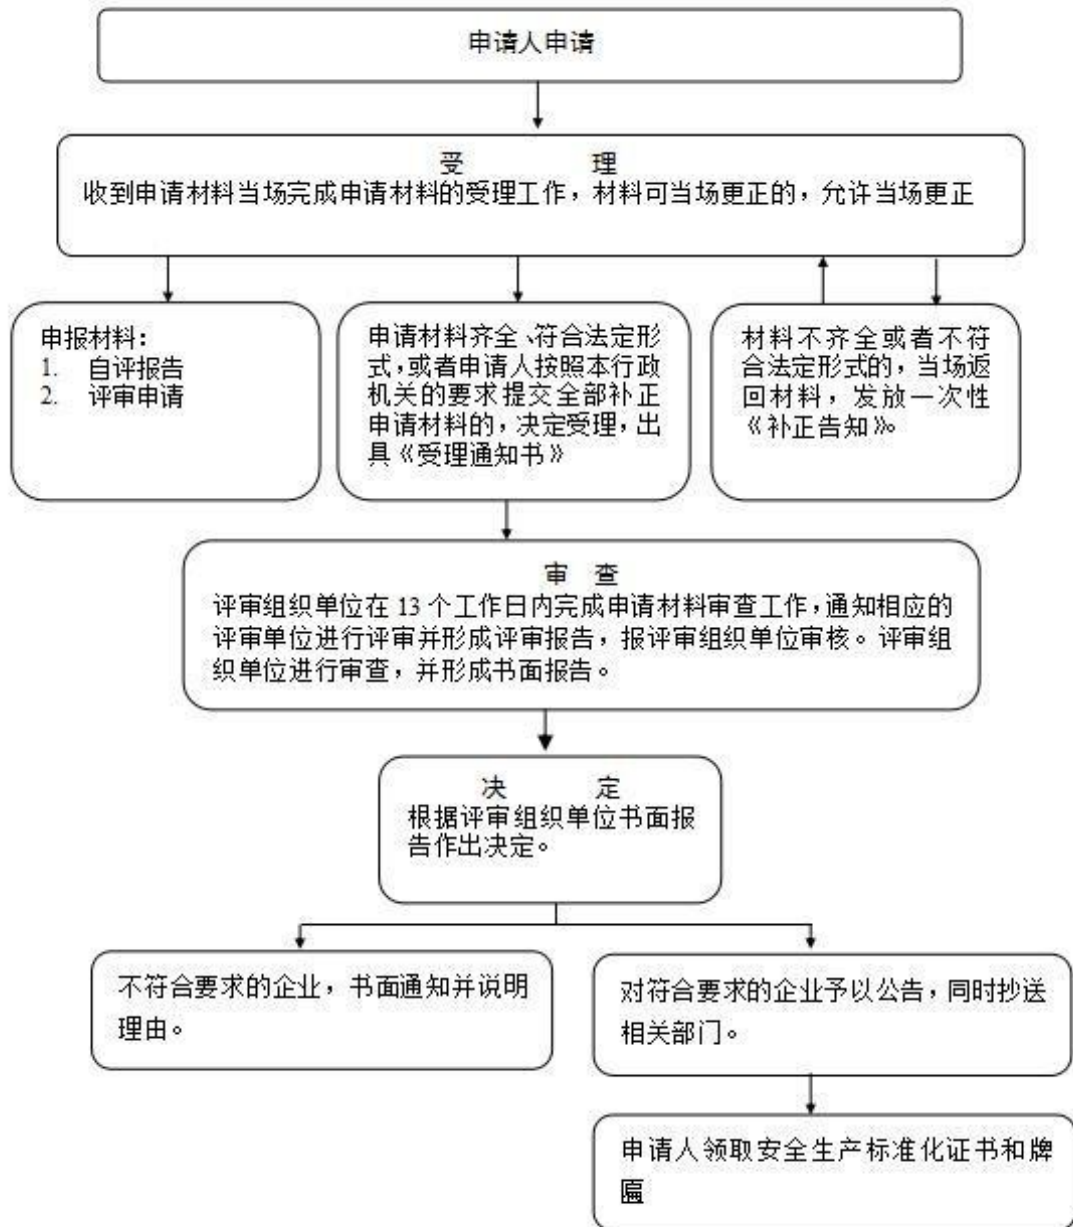 申请人申请
受 理
收到申请材料当场完成申请材料的受理工作，材料可当场更正的，允许当场更正
申报材料：
1. 自评报告
2. 评审申请
申请材料齐全、符合法定形
式，或者申请人按照本行政
机关的要求提交全部补正
申请材料的，决定受理，出
具《受理通知书》
材料不齐全或者不符
合法定形式的，当场返
回材料，发放一次性
《补正告知》。
审 查
评审组织单位在 13 个工作日内完成申请材料审查工作，通知相应的
评审单位进行评审并形成评审报告，报评审组织单位审核。评审组
织单位进行审查，并形成书面报告。
决 定
根据评审组织单位书面报
告作出决定。
不符合要求的企业，书面通知并说明
理由。
对符合要求的企业予以公告，同时抄送
相关部门。
申请人领取安全生产标准化证书和牌
匾